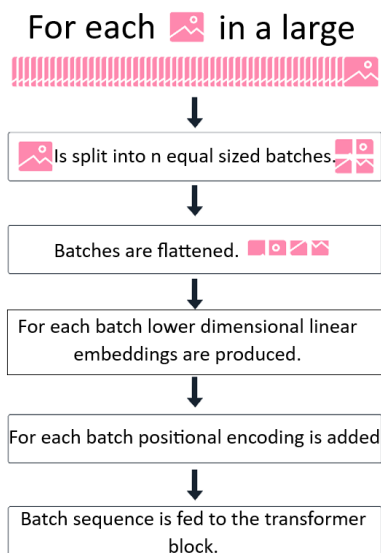 For each in a large
Is split into n equal sized batches.
Batches are flattened.
For each batch lower dimensional linear
embeddings are produced.
For each batch positional encoding is added
Batch sequence is fed to the transformer
block.